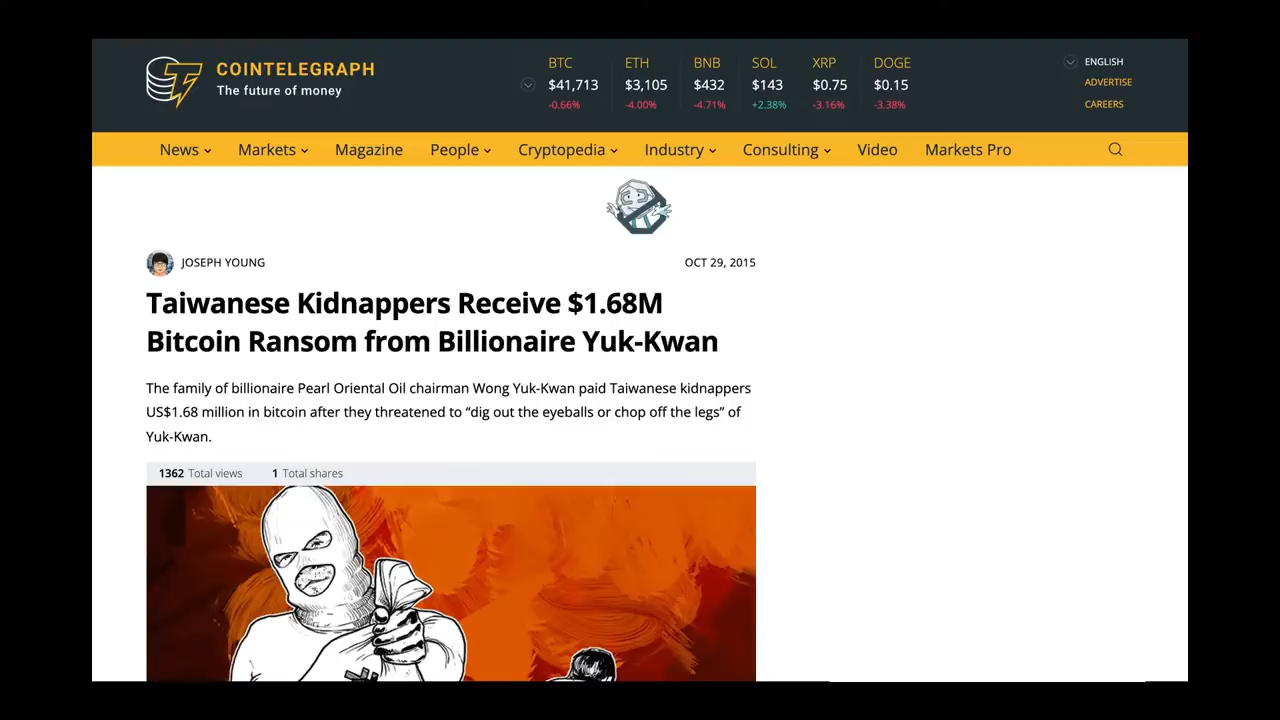 COINTELEGRAPH
The future of money
BTC ETH BNB SOL XRP DOGE
$41,713 $3,105 $432 $143 $0.75 $0.15
-0.66% -4.00% -4.71% +2.38% -3.16% -3.38%
ENGLISH
ADVERTISE
CAREERS
News Markets Magazine People Cryptopedia Industry Consulting Video Markets Pro
JOSEPH YOUNG OCT 29, 2015
Taiwanese Kidnappers Receive $1.68M
Bitcoin Ransom from Billionaire Yuk-Kwan
The family of billionaire Pearl Oriental Oil chairman Wong Yuk-Kwan paid Taiwanese kidnappers
US$1.68 million in bitcoin after they threatened to “dig out the eyeballs or chop off the legs” of
Yuk-Kwan.
1362 Total views 1 Total shares